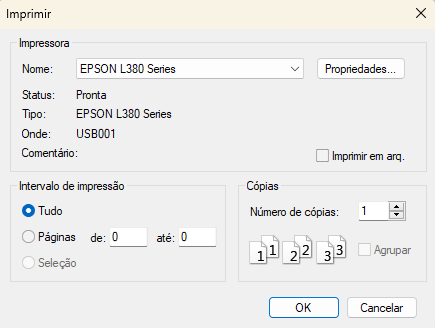 Imprimir
Impressora
Nome: EPSON L380 Series Propriedades...
Status: Pronta
Tipo: EPSON L380 Series
Onde: USB001
Comentário: Imprimir em arq.
Intervalo de impressão
Tudo
Páginas de: 0 até: 0
Seleção
Cópias
Número de cópias: 1
1 1 2 2 3 3 Agrupar
OK Cancelar